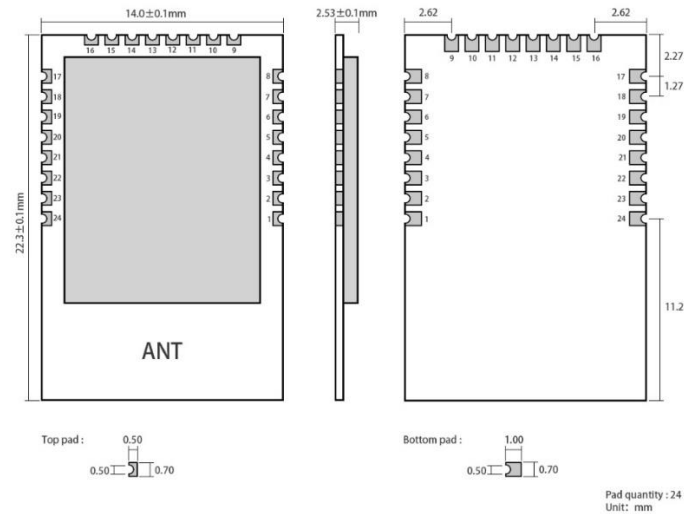 14.0±0.1mm
2.53±0.1mm
2.62
2.62
16 15 14 13 12 11 10 9
9 10 11 12 13 14 15 16
2.27
1.27
17 8 8 17
18 7 7 18
19 6 6 19
20 5 5 20
21 4 4 21
22 3 3 22
23 2 2 23
24 1 1 24
22.3±0.1mm
11.2
ANT
Top pad : 0.50
0.50 0.70
Bottom pad : 1.00
0.50 0.70
Pad quantity : 24
Unit: mm